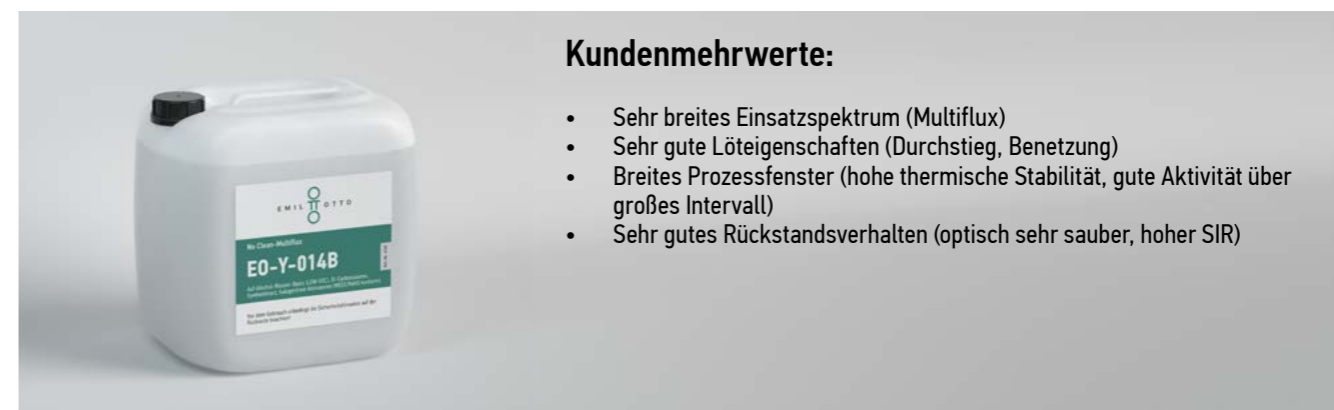 Kundenmehrwerte:
• Sehr breites Einsatzspektrum (Multiflux)
• Sehr gute Löteigenschaften (Durchstieg, Benetzung)
• Breites Prozessfenster (hohe thermische Stabilität, gute Aktivität über
großes Intervall)
• Sehr gutes Rückstandsverhalten (optisch sehr sauber, hoher SIR)
EMIL OTTO
No Clean-Multiflux
EO-Y-014B